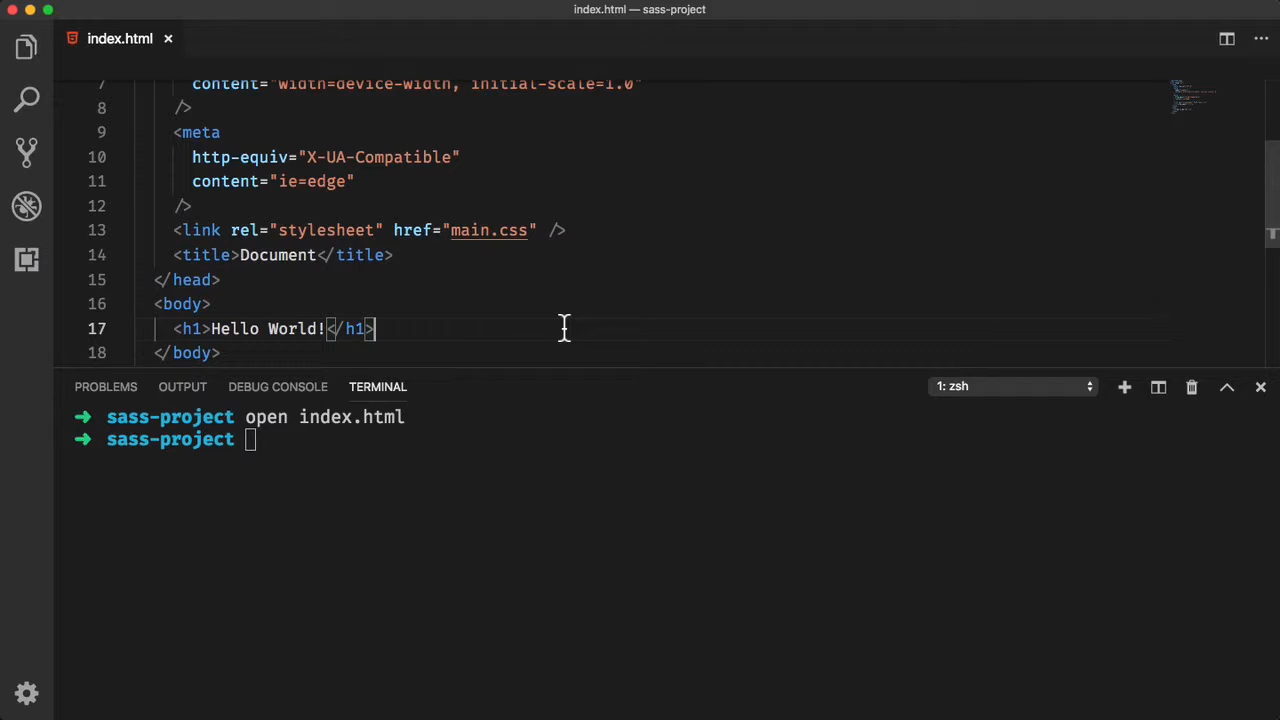 index.html — sass-project
index.html
7 content="width=device-width, initial-scale=1.0"
8 />
9 <meta
10 http-equiv="X-UA-Compatible"
11 content="ie=edge"
12 />
13 <link rel="stylesheet" href="main.css" />
14 <title>Document</title>
15 </head>
16 <body>
17 <h1>Hello World!</h1>
18 </body>
PROBLEMS OUTPUT DEBUG CONSOLE TERMINAL 1: zsh
➜ sass-project open index.html
➜ sass-project